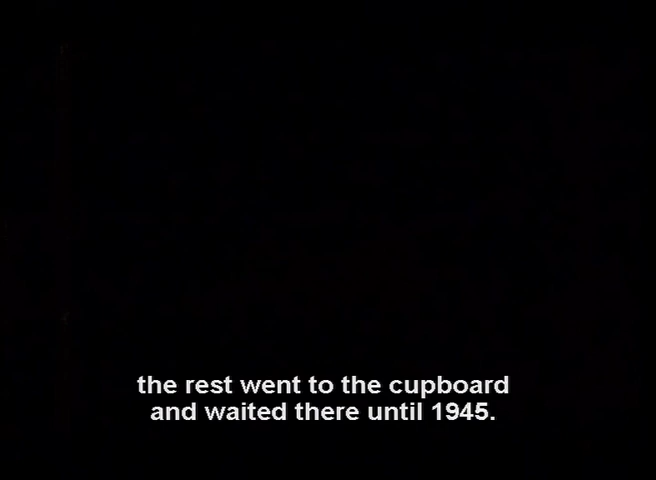 the rest went to the cupboard
and waited there until 1945.